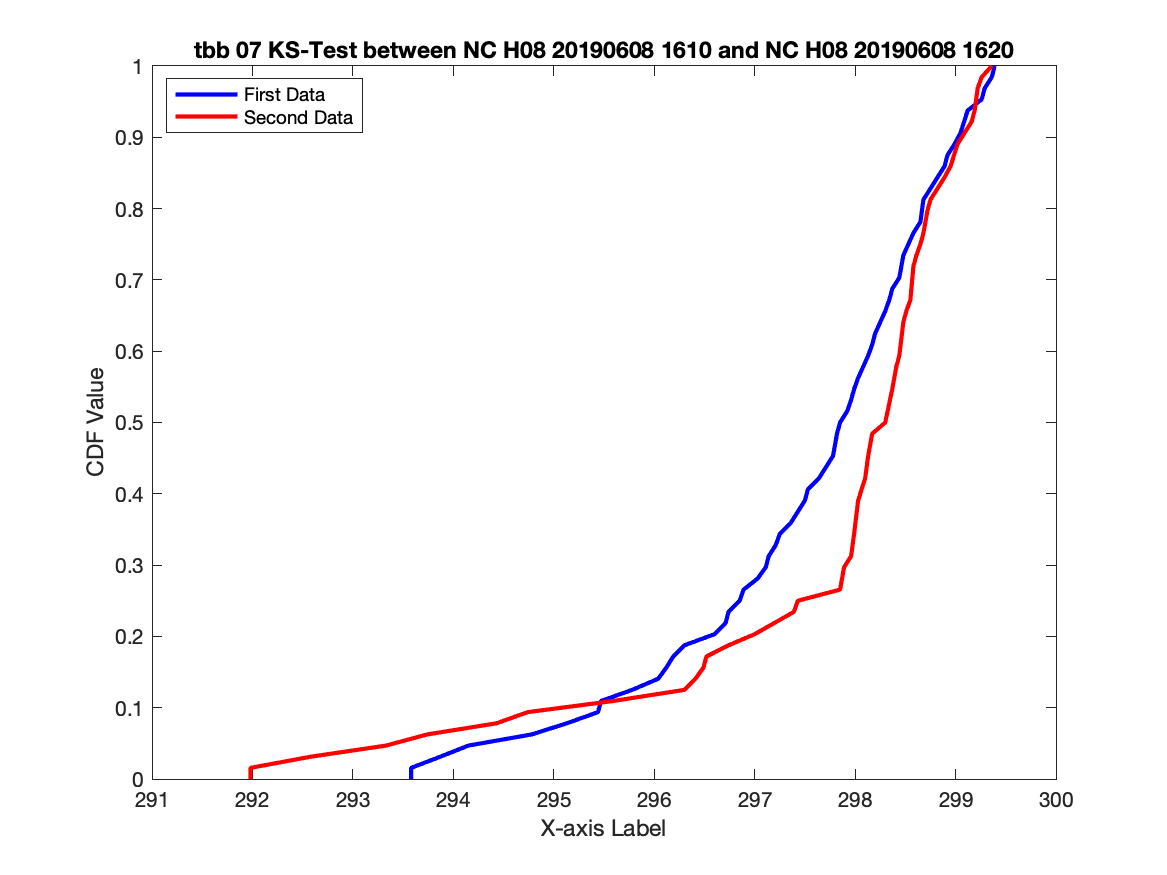 tbb 07 KS-Test between NC H08 20190608 1610 and NC H08 20190608 1620
First Data
Second Data
1
0.9
0.8
0.7
0.6
0.5
0.4
0.3
0.2
0.1
0
CDF Value
291 292 293 294 295 296 297 298 299 300
X-axis Label